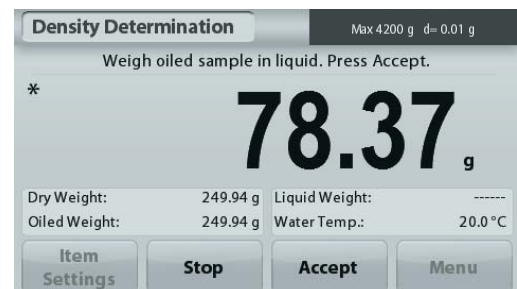 Density Determination Max 4200 g d= 0.01 g
Weigh oiled sample in liquid. Press Accept.
*
78.37 g
Dry Weight: 249.94 g Liquid Weight: ------
Oiled Weight: 249.94 g Water Temp.: 20.0 °C
Item Settings Stop Accept Menu